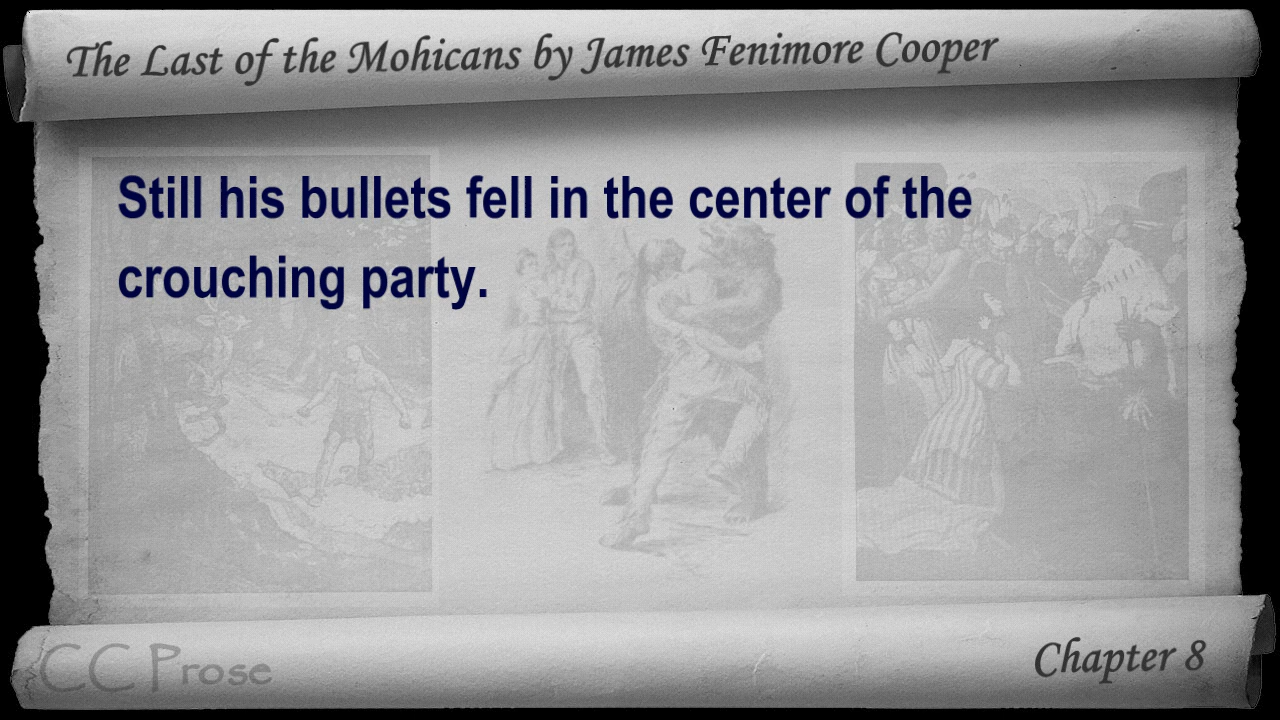 The Last of the Mohicans by James Fenimore Cooper
Still his bullets fell in the center of the
crouching party.
CC Prose
Chapter 8